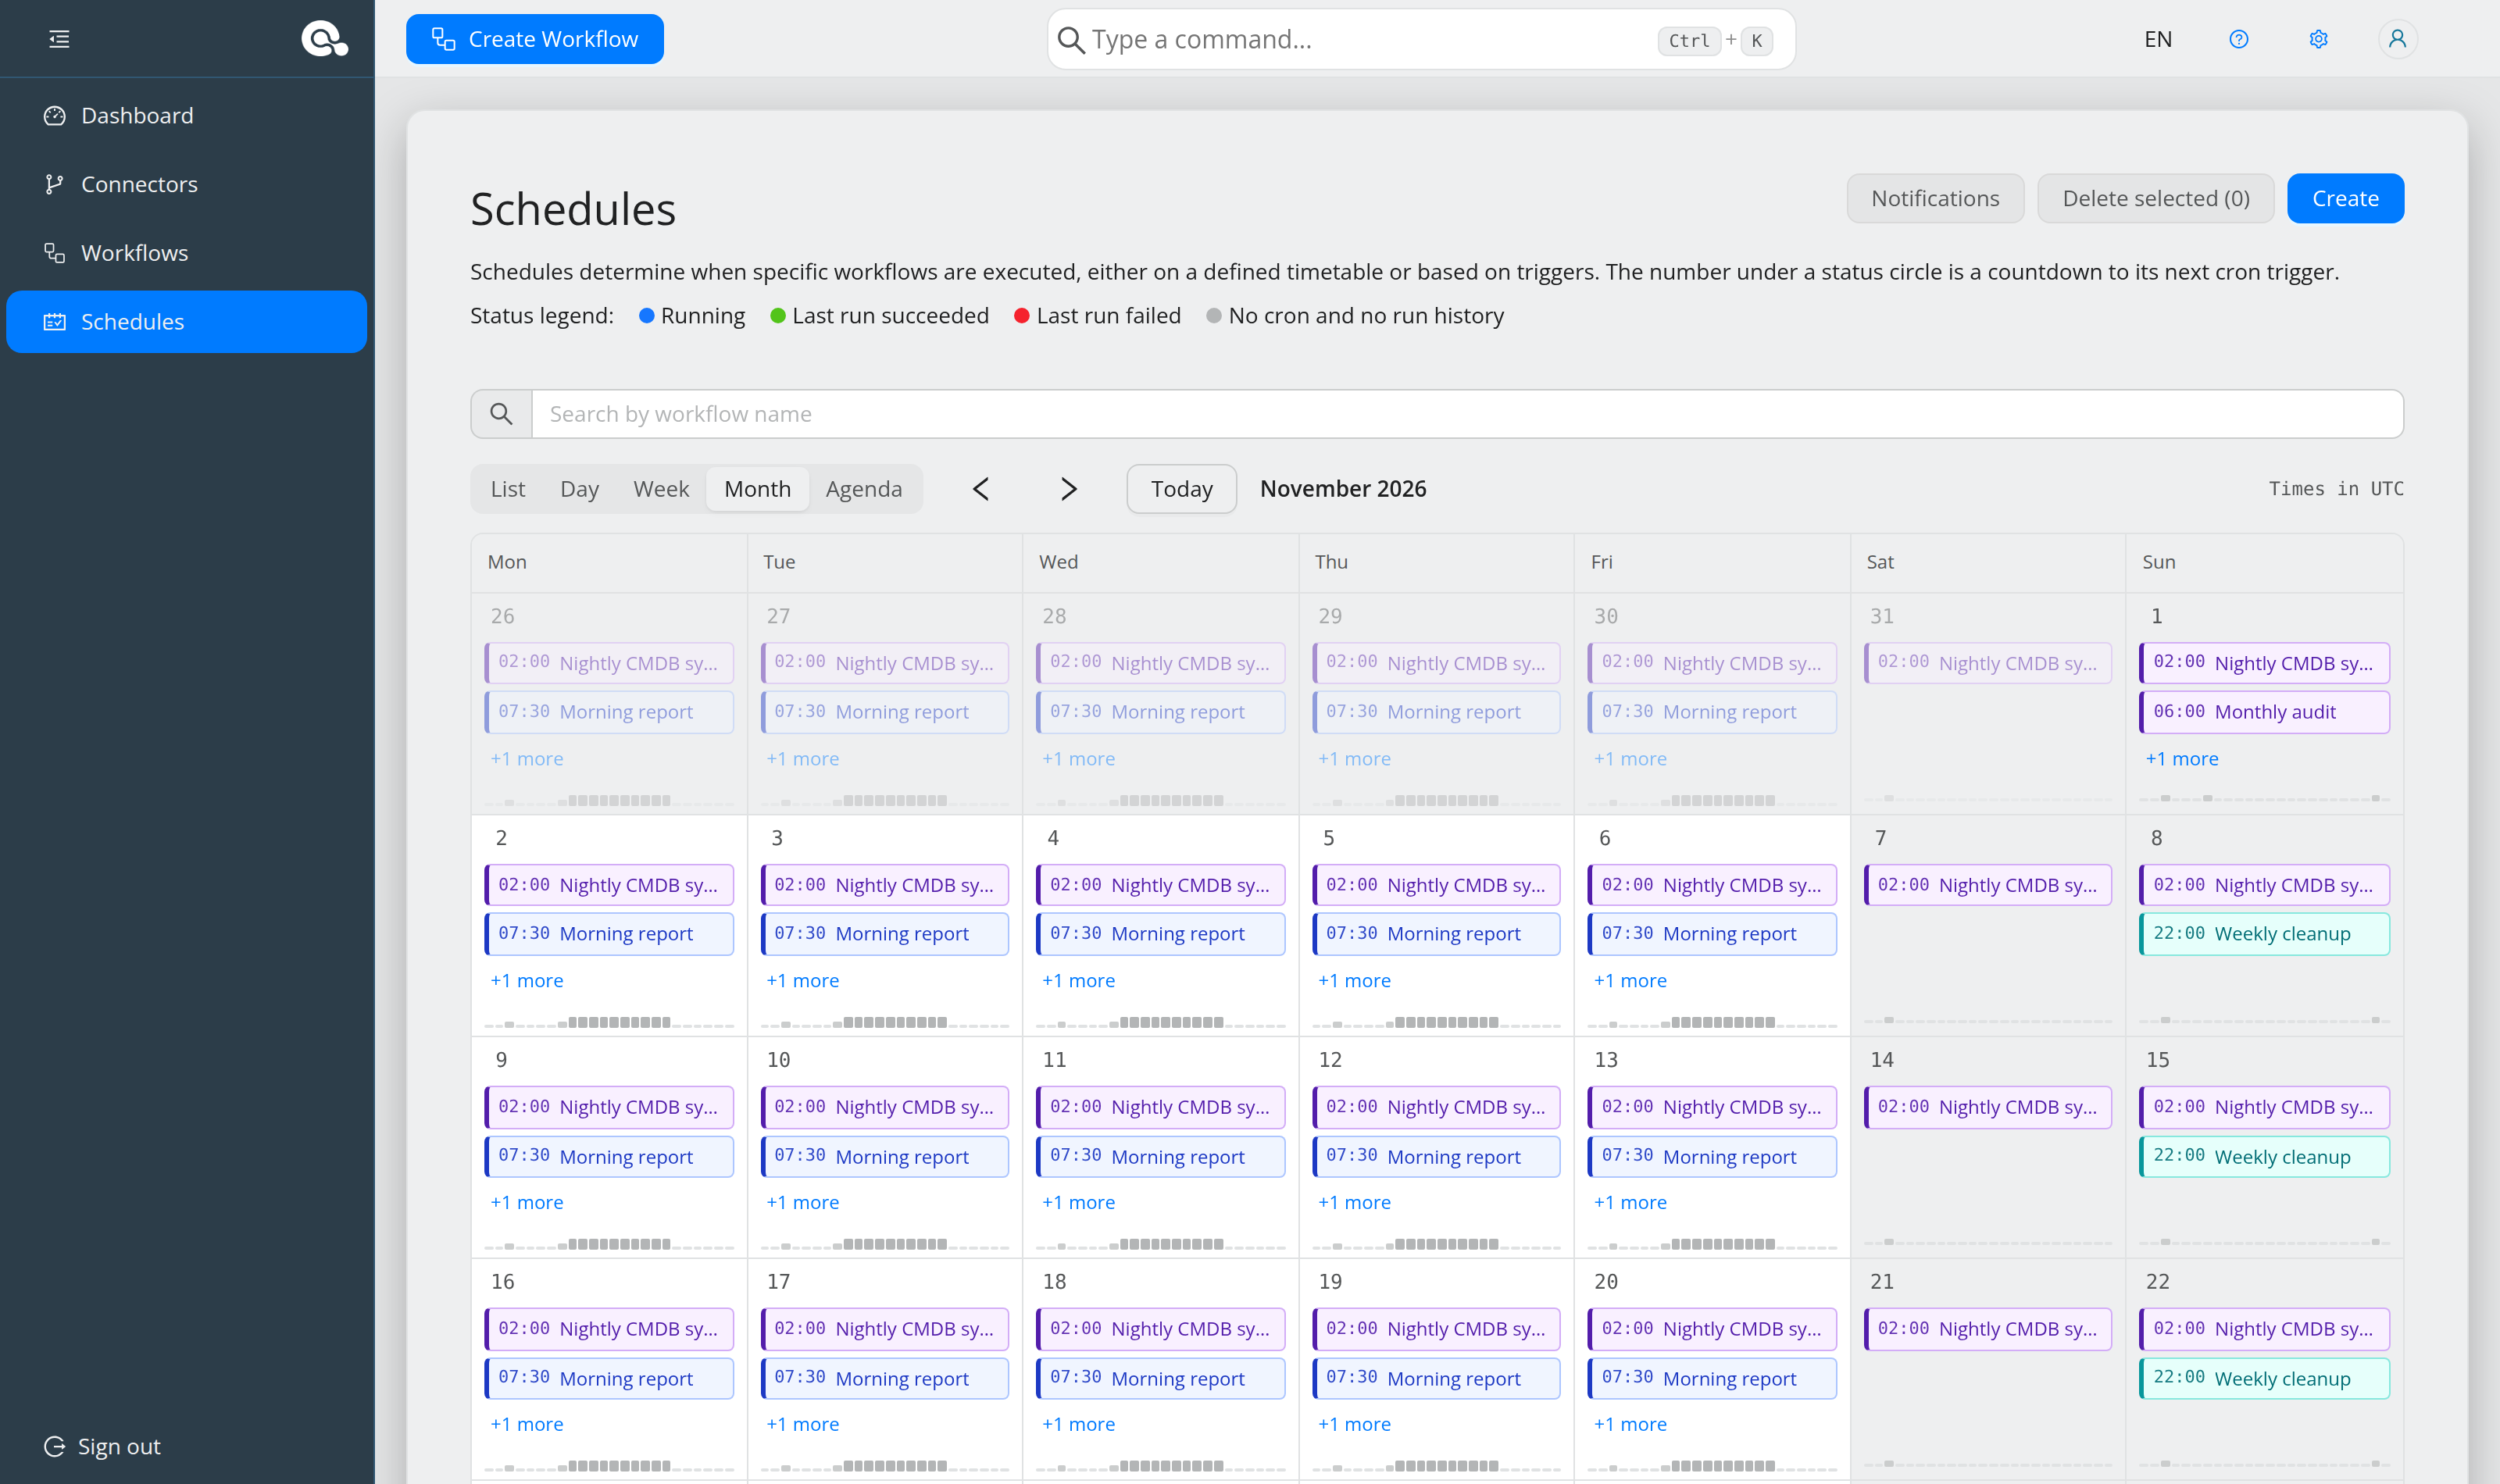 Create Workflow
Type a command...
Ctrl + K
EN
Dashboard
Connectors
Workflows
Schedules
Sign out
Schedules
Notifications
Delete selected (0)
Create
Schedules determine when specific workflows are executed, either on a defined timetable or based on triggers. The number under a status circle is a countdown to its next cron trigger.
Status legend: Running Last run succeeded Last run failed No cron and no run history
Search by workflow name
List Day Week Month Agenda Today November 2026 Times in UTC
Mon Tue Wed Thu Fri Sat Sun
26 27 28 29 30 31 1
02:00 Nightly CMDB sy... 02:00 Nightly CMDB sy... 02:00 Nightly CMDB sy... 02:00 Nightly CMDB sy... 02:00 Nightly CMDB sy... 02:00 Nightly CMDB sy... 02:00 Nightly CMDB sy...
07:30 Morning report 07:30 Morning report 07:30 Morning report 07:30 Morning report 07:30 Morning report 06:00 Monthly audit
+1 more +1 more +1 more +1 more +1 more +1 more
2 3 4 5 6 7 8
02:00 Nightly CMDB sy... 02:00 Nightly CMDB sy... 02:00 Nightly CMDB sy... 02:00 Nightly CMDB sy... 02:00 Nightly CMDB sy... 02:00 Nightly CMDB sy... 02:00 Nightly CMDB sy...
07:30 Morning report 07:30 Morning report 07:30 Morning report 07:30 Morning report 07:30 Morning report 22:00 Weekly cleanup
+1 more +1 more +1 more +1 more +1 more
9 10 11 12 13 14 15
02:00 Nightly CMDB sy... 02:00 Nightly CMDB sy... 02:00 Nightly CMDB sy... 02:00 Nightly CMDB sy... 02:00 Nightly CMDB sy... 02:00 Nightly CMDB sy... 02:00 Nightly CMDB sy...
07:30 Morning report 07:30 Morning report 07:30 Morning report 07:30 Morning report 07:30 Morning report 22:00 Weekly cleanup
+1 more +1 more +1 more +1 more +1 more
16 17 18 19 20 21 22
02:00 Nightly CMDB sy... 02:00 Nightly CMDB sy... 02:00 Nightly CMDB sy... 02:00 Nightly CMDB sy... 02:00 Nightly CMDB sy... 02:00 Nightly CMDB sy... 02:00 Nightly CMDB sy...
07:30 Morning report 07:30 Morning report 07:30 Morning report 07:30 Morning report 07:30 Morning report 22:00 Weekly cleanup
+1 more +1 more +1 more +1 more +1 more